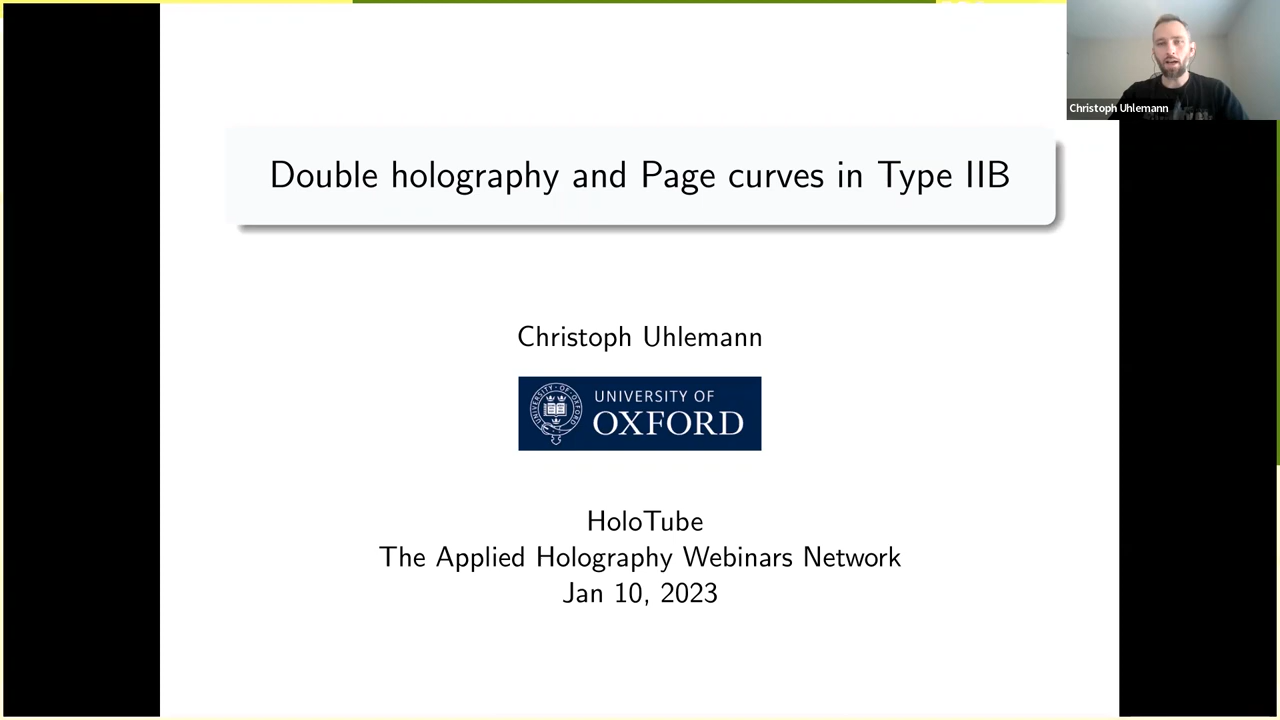 Christoph Uhlemann
Double holography and Page curves in Type IIB
Christoph Uhlemann
UNIVERSITY OF
OXFORD
HoloTube
The Applied Holography Webinars Network
Jan 10, 2023